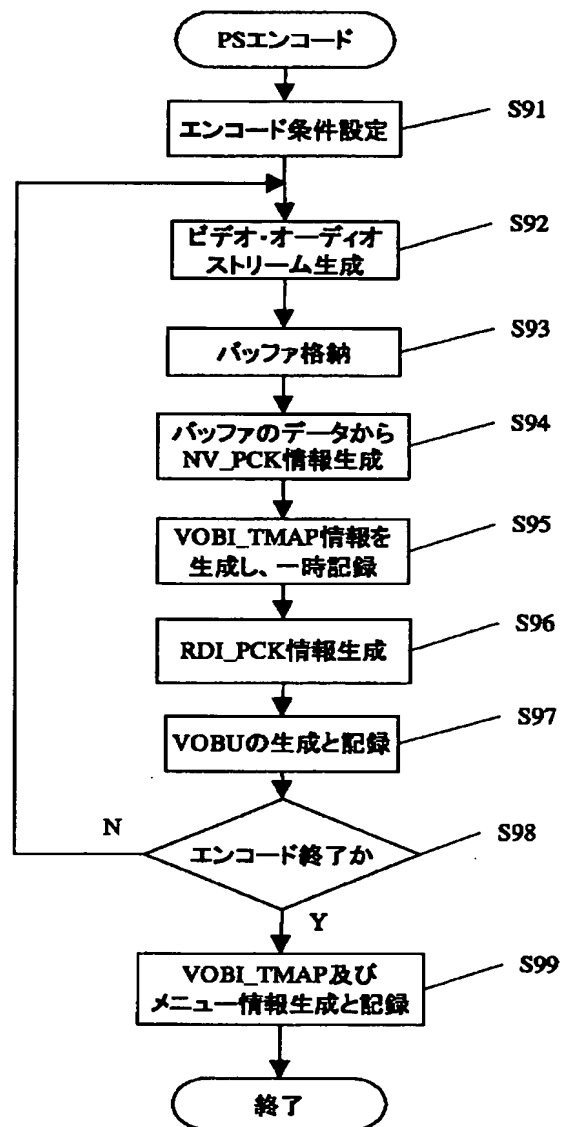 PSエンコード
エンコード条件設定
S91
ビデオ・オーディオ
ストリーム生成
S92
バッファ格納
S93
バッファのデータから
NV_PCK情報生成
S94
VOBI_TMAP情報を
生成し、一時記録
S95
RDI_PCK情報生成
S96
VOBUの生成と記録
S97
エンコード終了か
S98
N
Y
VOBI_TMAP及び
メニュー情報生成と記録
S99
終了